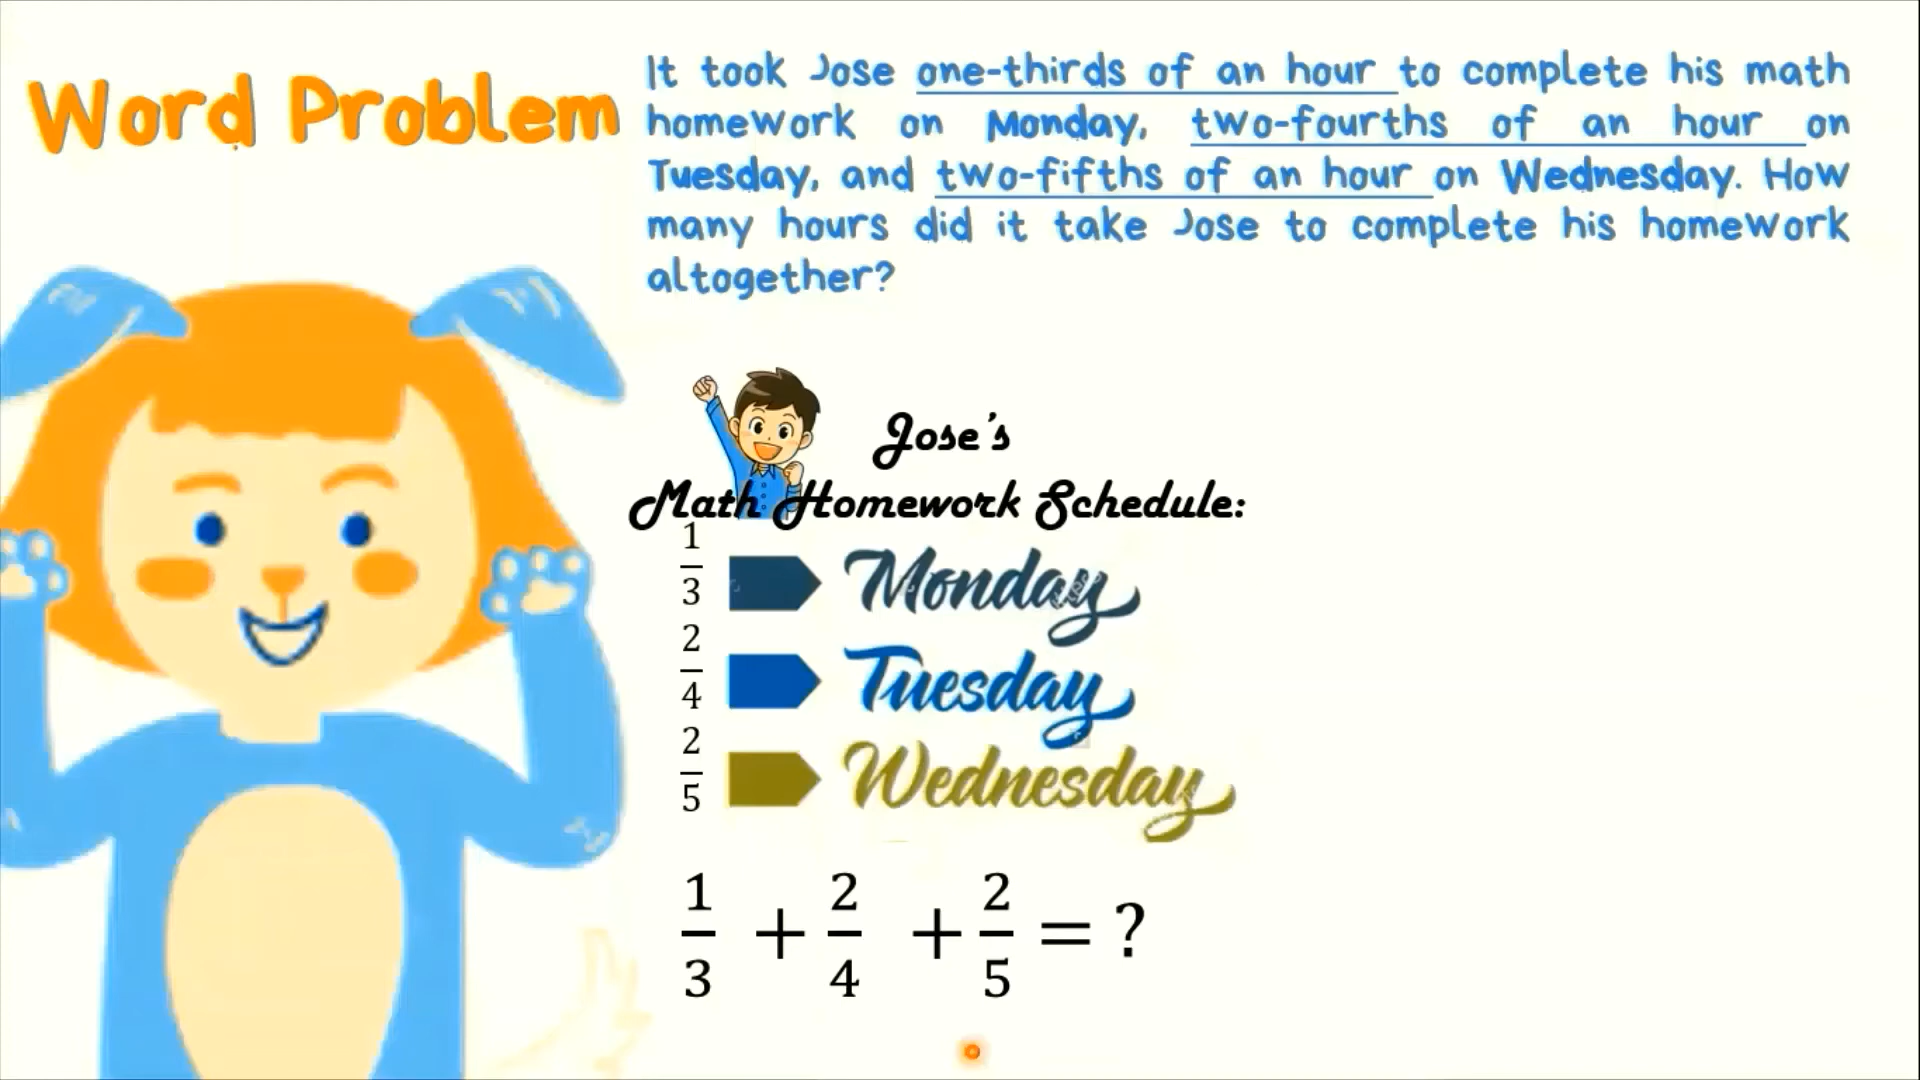 Word Problem
It took Jose one-thirds of an hour to complete his math
homework on Monday, two-fourths of an hour on
Tuesday, and two-fifths of an hour on Wednesday. How
many hours did it take Jose to complete his homework
altogether?
Jose's
Math Homework Schedule:
1/3 Monday
2/4 Tuesday
2/5 Wednesday
1/3 + 2/4 + 2/5 = ?